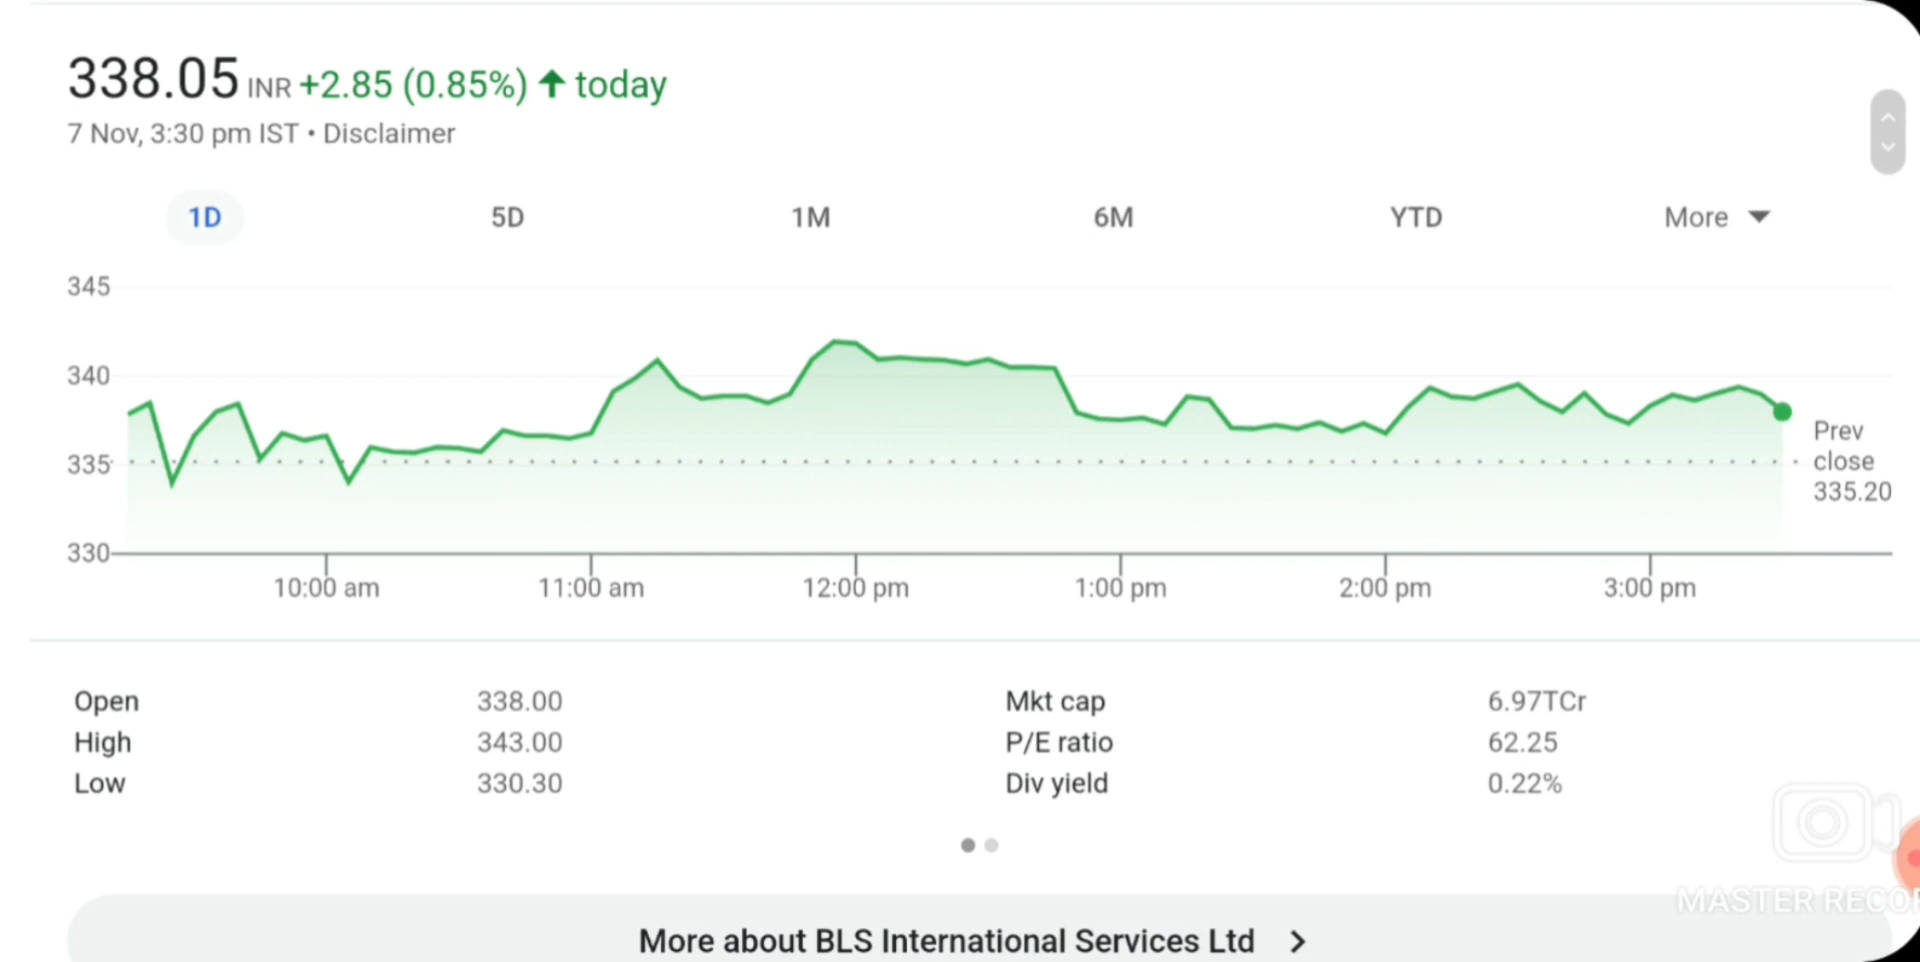 338.05 INR +2.85 (0.85%) ↑ today
7 Nov, 3:30 pm IST • Disclaimer
1D 5D 1M 6M YTD More
345
340
335
330
Prev
close
335.20
10:00 am 11:00 am 12:00 pm 1:00 pm 2:00 pm 3:00 pm
Open 338.00 Mkt cap 6.97TCr
High 343.00 P/E ratio 62.25
Low 330.30 Div yield 0.22%
MASTER
More about BLS International Services Ltd